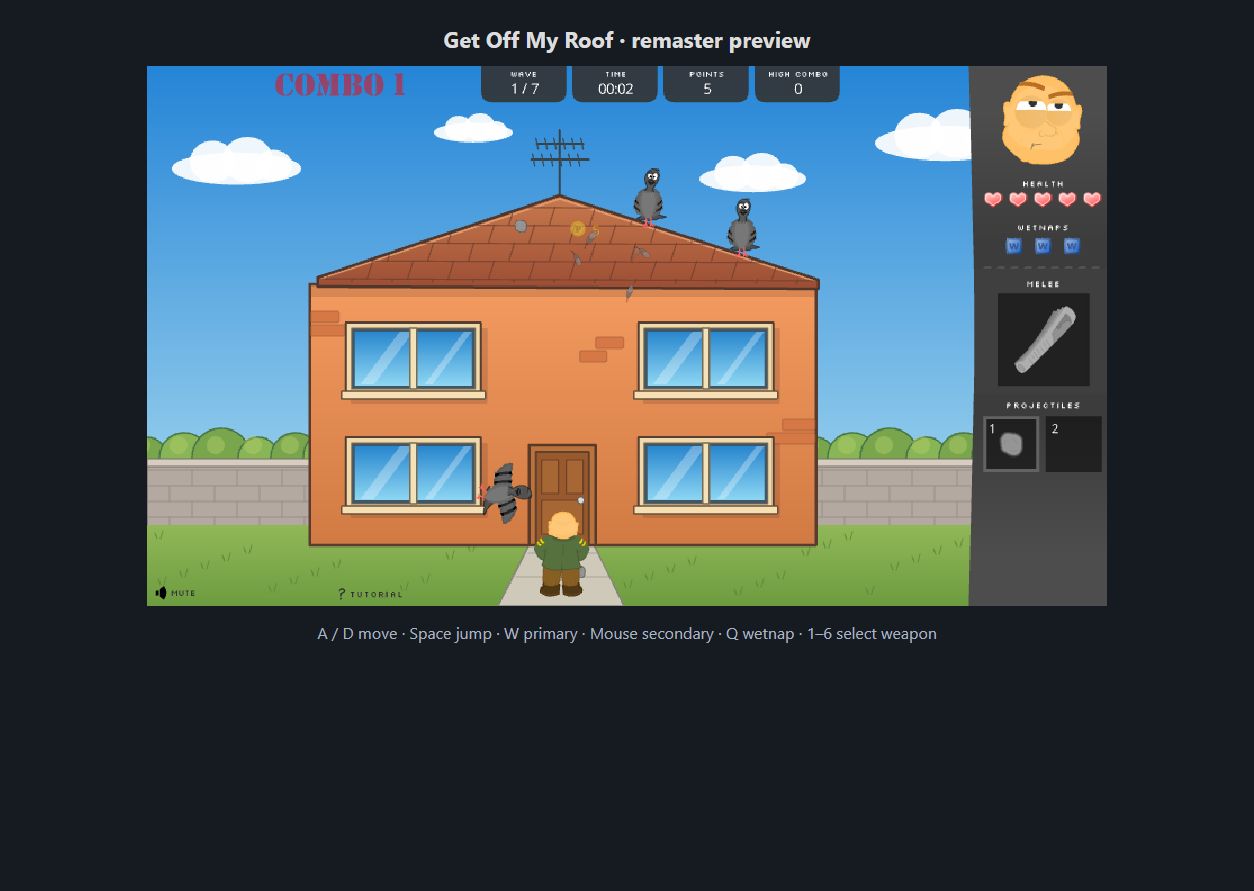 Get Off My Roof · remaster preview
COMBO 1
WAVE
1 / 7
TIME
00:02
POINTS
5
HIGH COMBO
0
HEALTH
WETNAPS
W W W
MELEE
PROJECTILES
1 2
MUTE
? TUTORIAL
A / D move · Space jump · W primary · Mouse secondary · Q wetnap · 1–6 select weapon